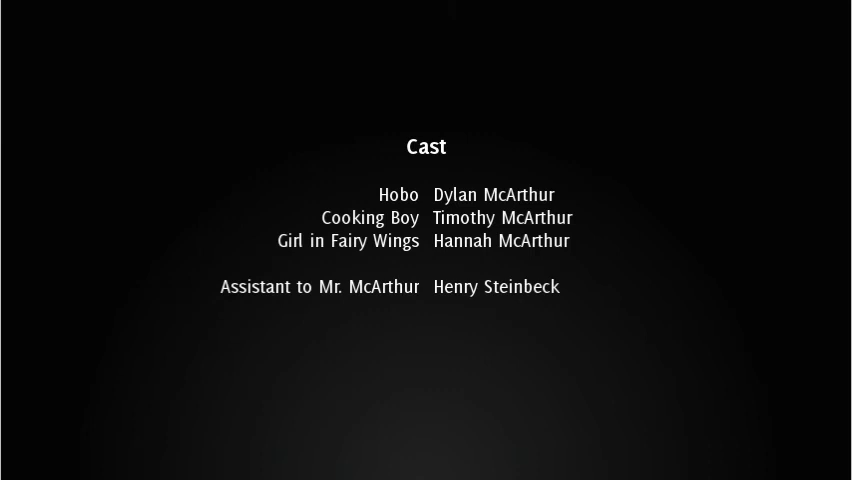 Cast
Hobo Dylan McArthur
Cooking Boy Timothy McArthur
Girl in Fairy Wings Hannah McArthur
Assistant to Mr. McArthur Henry Steinbeck